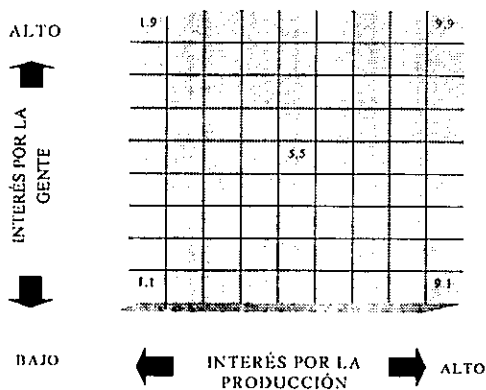 ALTO
1.9
9.9
INTERÉS POR LA
GENTE
5.5
1.1
9.1
BAJO
INTERÉS POR LA
PRODUCCIÓN
ALTO